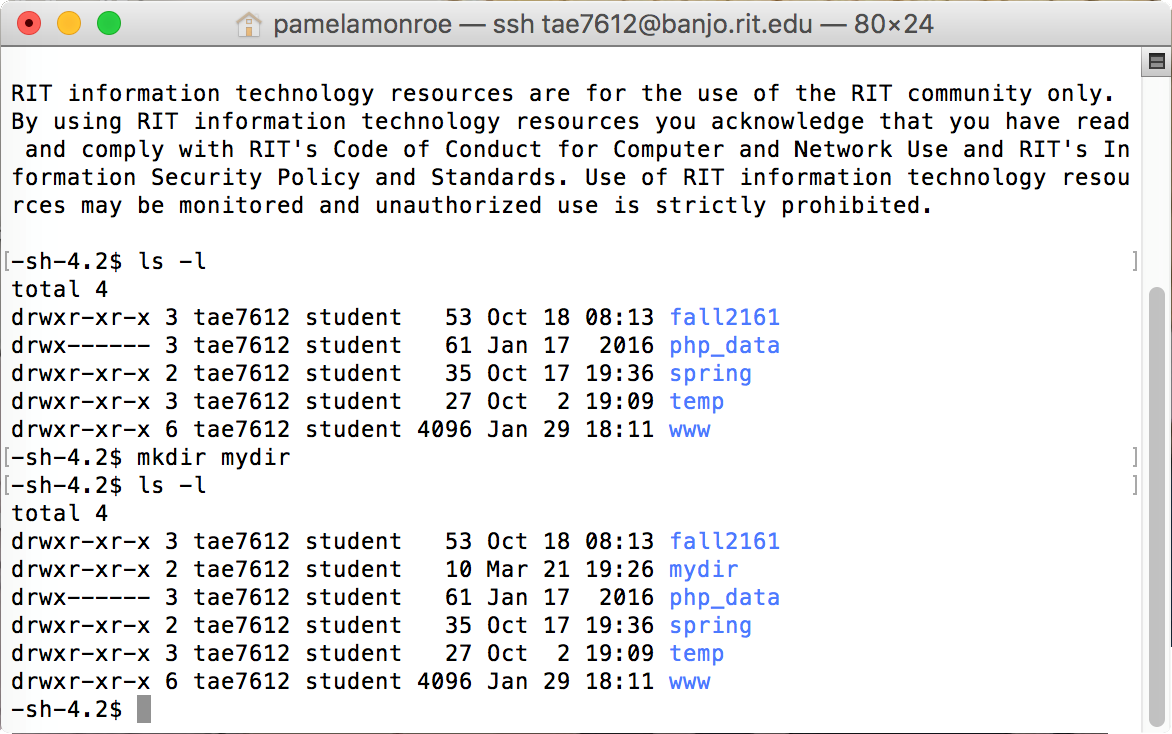 pamelamonroe — ssh tae7612@banjo.rit.edu — 80×24
RIT information technology resources are for the use of the RIT community only.
By using RIT information technology resources you acknowledge that you have read
 and comply with RIT's Code of Conduct for Computer and Network Use and RIT's In
formation Security Policy and Standards. Use of RIT information technology resou
rces may be monitored and unauthorized use is strictly prohibited.
[-sh-4.2$ ls -l ]
total 4
drwxr-xr-x 3 tae7612 student   53 Oct 18 08:13 fall2161
drwx------ 3 tae7612 student   61 Jan 17  2016 php_data
drwxr-xr-x 2 tae7612 student   35 Oct 17 19:36 spring
drwxr-xr-x 3 tae7612 student   27 Oct  2 19:09 temp
drwxr-xr-x 6 tae7612 student 4096 Jan 29 18:11 www
[-sh-4.2$ mkdir mydir ]
[-sh-4.2$ ls -l ]
total 4
drwxr-xr-x 3 tae7612 student   53 Oct 18 08:13 fall2161
drwxr-xr-x 2 tae7612 student   10 Mar 21 19:26 mydir
drwx------ 3 tae7612 student   61 Jan 17  2016 php_data
drwxr-xr-x 2 tae7612 student   35 Oct 17 19:36 spring
drwxr-xr-x 3 tae7612 student   27 Oct  2 19:09 temp
drwxr-xr-x 6 tae7612 student 4096 Jan 29 18:11 www
-sh-4.2$